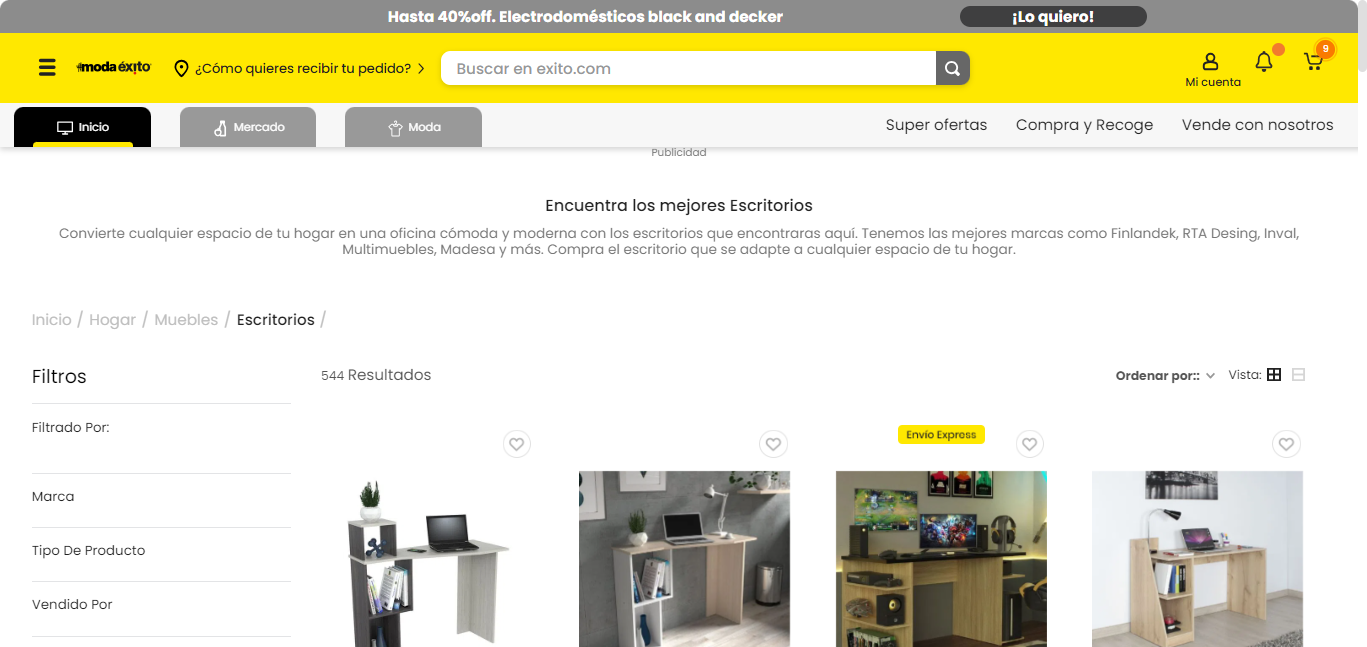 Hasta 40%off. Electrodomésticos black and decker
¡Lo quiero!
moda éxito
¿Cómo quieres recibir tu pedido?
Buscar en exito.com
Mi cuenta
9
Inicio
Mercado
Moda
Super ofertas
Compra y Recoge
Vende con nosotros
Publicidad
Encuentra los mejores Escritorios
Convierte cualquier espacio de tu hogar en una oficina cómoda y moderna con los escritorios que encontraras aquí. Tenemos las mejores marcas como Finlandek, RTA Desing, Inval,
Multimuebles, Madesa y más. Compra el escritorio que se adapte a cualquier espacio de tu hogar.
Inicio / Hogar / Muebles / Escritorios /
Filtros
544 Resultados
Ordenar por::
Vista:
Filtrado Por:
Envío Express
Marca
Tipo De Producto
Vendido Por